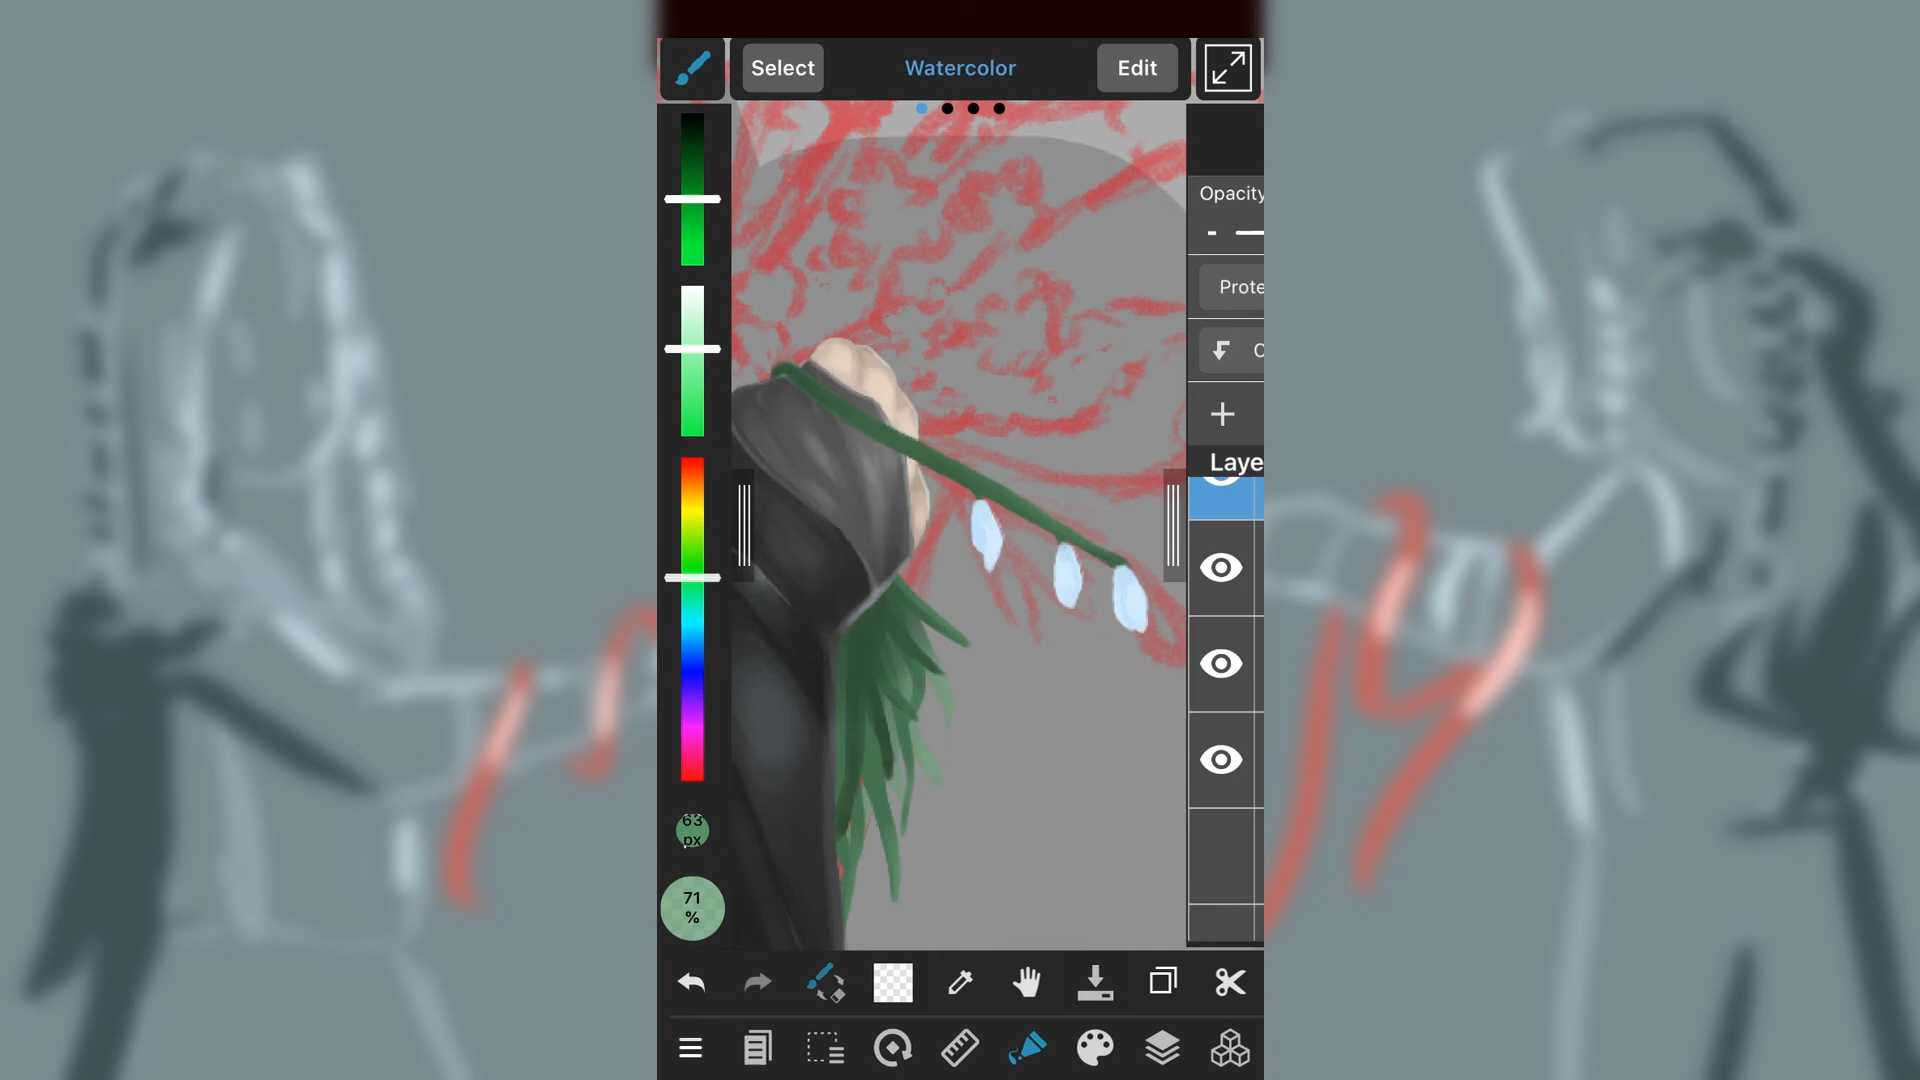 Select
Watercolor
Edit
Opacity
Prote
C
Laye
63
px
71
%